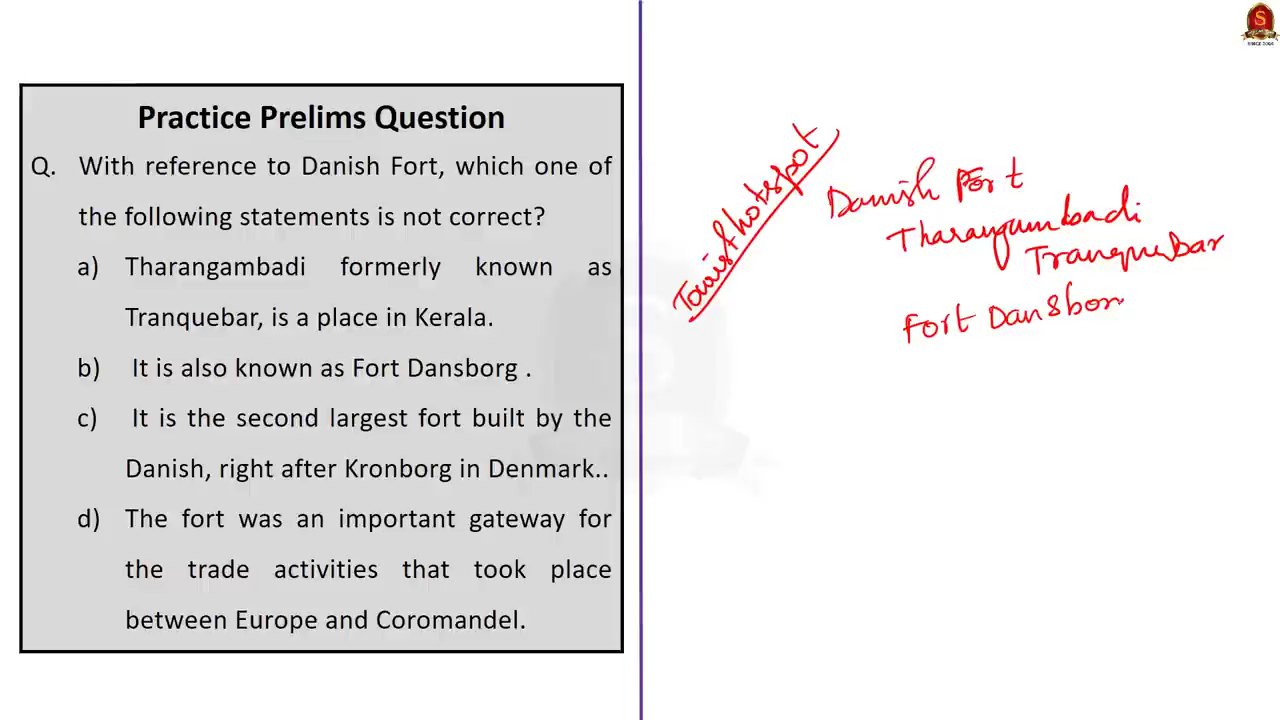 Practice Prelims Question
Q. With reference to Danish Fort, which one of
the following statements is not correct?
a) Tharangambadi formerly known as
Tranquebar, is a place in Kerala.
b) It is also known as Fort Dansborg .
c) It is the second largest fort built by the
Danish, right after Kronborg in Denmark..
d) The fort was an important gateway for
the trade activities that took place
between Europe and Coromandel.
S
SINCE 2004
hotspot
Danish Fort
Tharangambadi
Tranquebar
Fort Dansbor